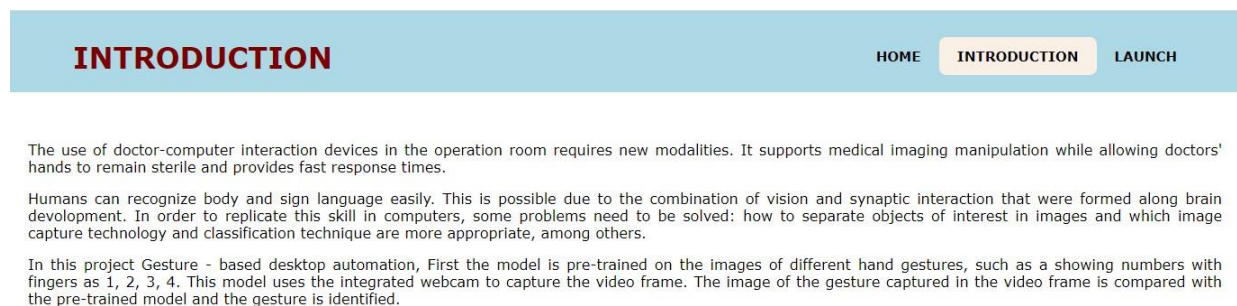 INTRODUCTION
HOME INTRODUCTION LAUNCH
The use of doctor-computer interaction devices in the operation room requires new modalities. It supports medical imaging manipulation while allowing doctors'
hands to remain sterile and provides fast response times.
Humans can recognize body and sign language easily. This is possible due to the combination of vision and synaptic interaction that were formed along brain
devolopment. In order to replicate this skill in computers, some problems need to be solved: how to separate objects of interest in images and which image
capture technology and classification technique are more appropriate, among others.
In this project Gesture - based desktop automation, First the model is pre-trained on the images of different hand gestures, such as a showing numbers with
fingers as 1, 2, 3, 4. This model uses the integrated webcam to capture the video frame. The image of the gesture captured in the video frame is compared with
the pre-trained model and the gesture is identified.